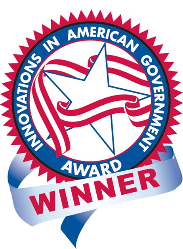 INNOVATIONS IN AMERICAN GOVERNMENT
AWARD
WINNER